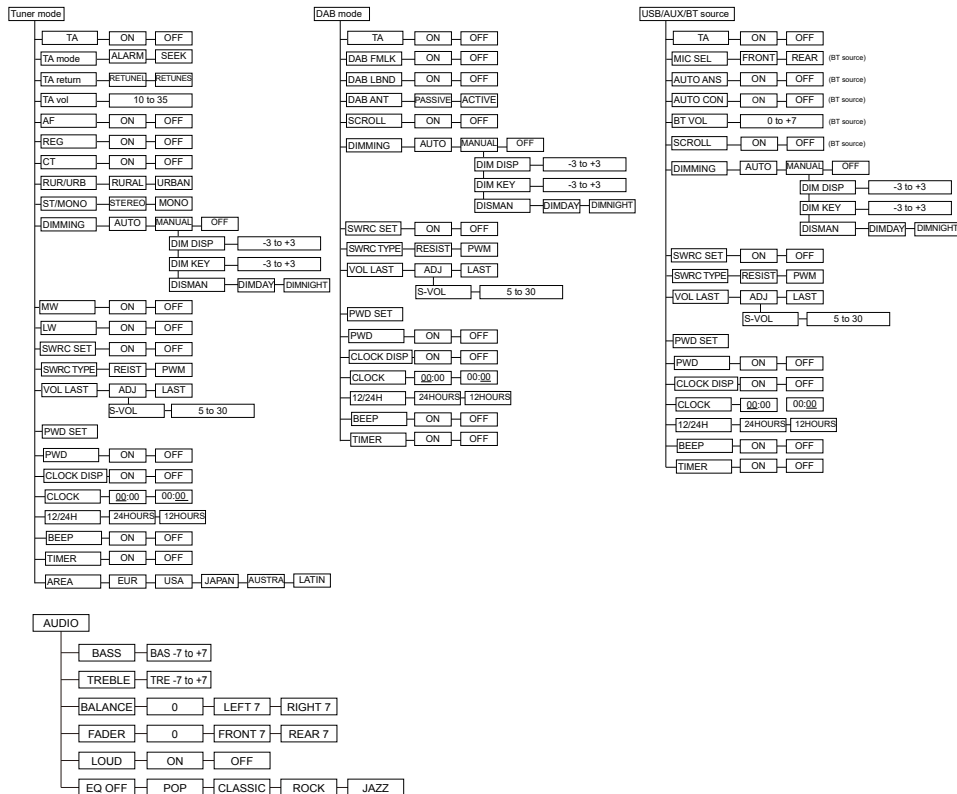 Tuner mode
TA ON OFF
TA mode ALARM SEEK
TA return RETUNEL RETUNES
TA vol 10 to 35
AF ON OFF
REG ON OFF
CT ON OFF
RUR/URB RURAL URBAN
ST/MONO STEREO MONO
DIMMING AUTO MANUAL OFF
DIM DISP -3 to +3
DIM KEY -3 to +3
DISMAN DIMDAY DIMNIGHT
MW ON OFF
LW ON OFF
SWRC SET ON OFF
SWRC TYPE REIST PWM
VOL LAST ADJ LAST
S-VOL 5 to 30
PWD SET
PWD ON OFF
CLOCK DISP ON OFF
CLOCK 00:00 00:00
12/24H 24HOURS 12HOURS
BEEP ON OFF
TIMER ON OFF
AREA EUR USA JAPAN AUSTRA LATIN
DAB mode
TA ON OFF
DAB FMLK ON OFF
DAB LBND ON OFF
DAB ANT PASSIVE ACTIVE
SCROLL ON OFF
DIMMING AUTO MANUAL OFF
DIM DISP -3 to +3
DIM KEY -3 to +3
DISMAN DIMDAY DIMNIGHT
SWRC SET ON OFF
SWRC TYPE RESIST PWM
VOL LAST ADJ LAST
S-VOL 5 to 30
PWD SET
PWD ON OFF
CLOCK DISP ON OFF
CLOCK 00:00 00:00
12/24H 24HOURS 12HOURS
BEEP ON OFF
TIMER ON OFF
USB/AUX/BT source
TA ON OFF
MIC SEL FRONT REAR (BT source)
AUTO ANS ON OFF (BT source)
AUTO CON ON OFF (BT source)
BT VOL 0 to +7 (BT source)
SCROLL ON OFF (BT source)
DIMMING AUTO MANUAL OFF
DIM DISP -3 to +3
DIM KEY -3 to +3
DISMAN DIMDAY DIMNIGHT
SWRC SET ON OFF
SWRC TYPE RESIST PWM
VOL LAST ADJ LAST
S-VOL 5 to 30
PWD SET
PWD ON OFF
CLOCK DISP ON OFF
CLOCK 00:00 00:00
12/24H 24HOURS 12HOURS
BEEP ON OFF
TIMER ON OFF
AUDIO
BASS BAS -7 to +7
TREBLE TRE -7 to +7
BALANCE 0 LEFT 7 RIGHT 7
FADER 0 FRONT 7 REAR 7
LOUD ON OFF
EQ OFF POP CLASSIC ROCK JAZZ